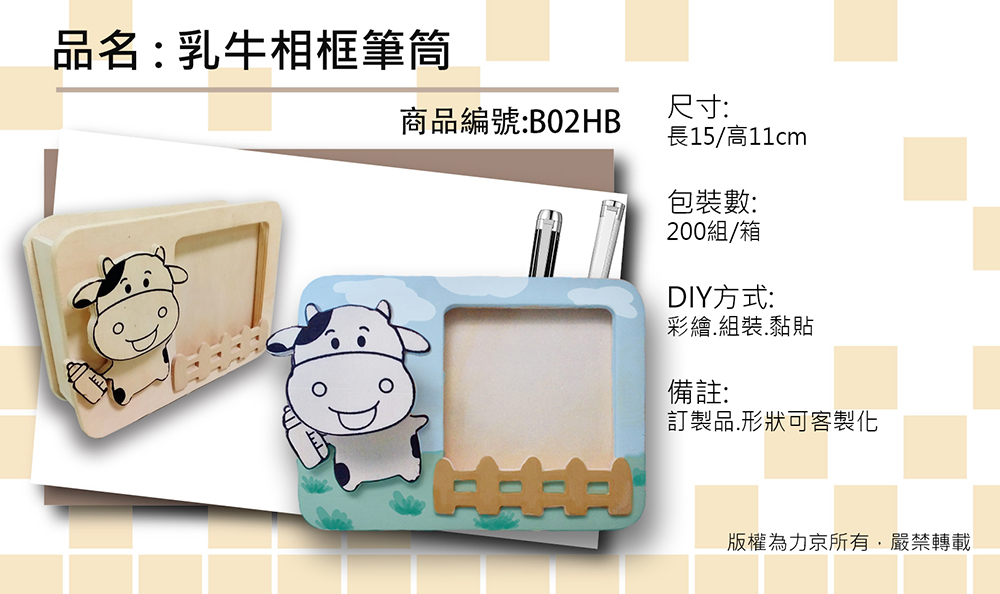 品名 : 乳牛相框筆筒
商品編號:B02HB
尺寸:
長15/高11cm
包裝數:
200組/箱
DIY方式:
彩繪.組裝.黏貼
備註:
訂製品.形狀可客製化
版權為力京所有，嚴禁轉載